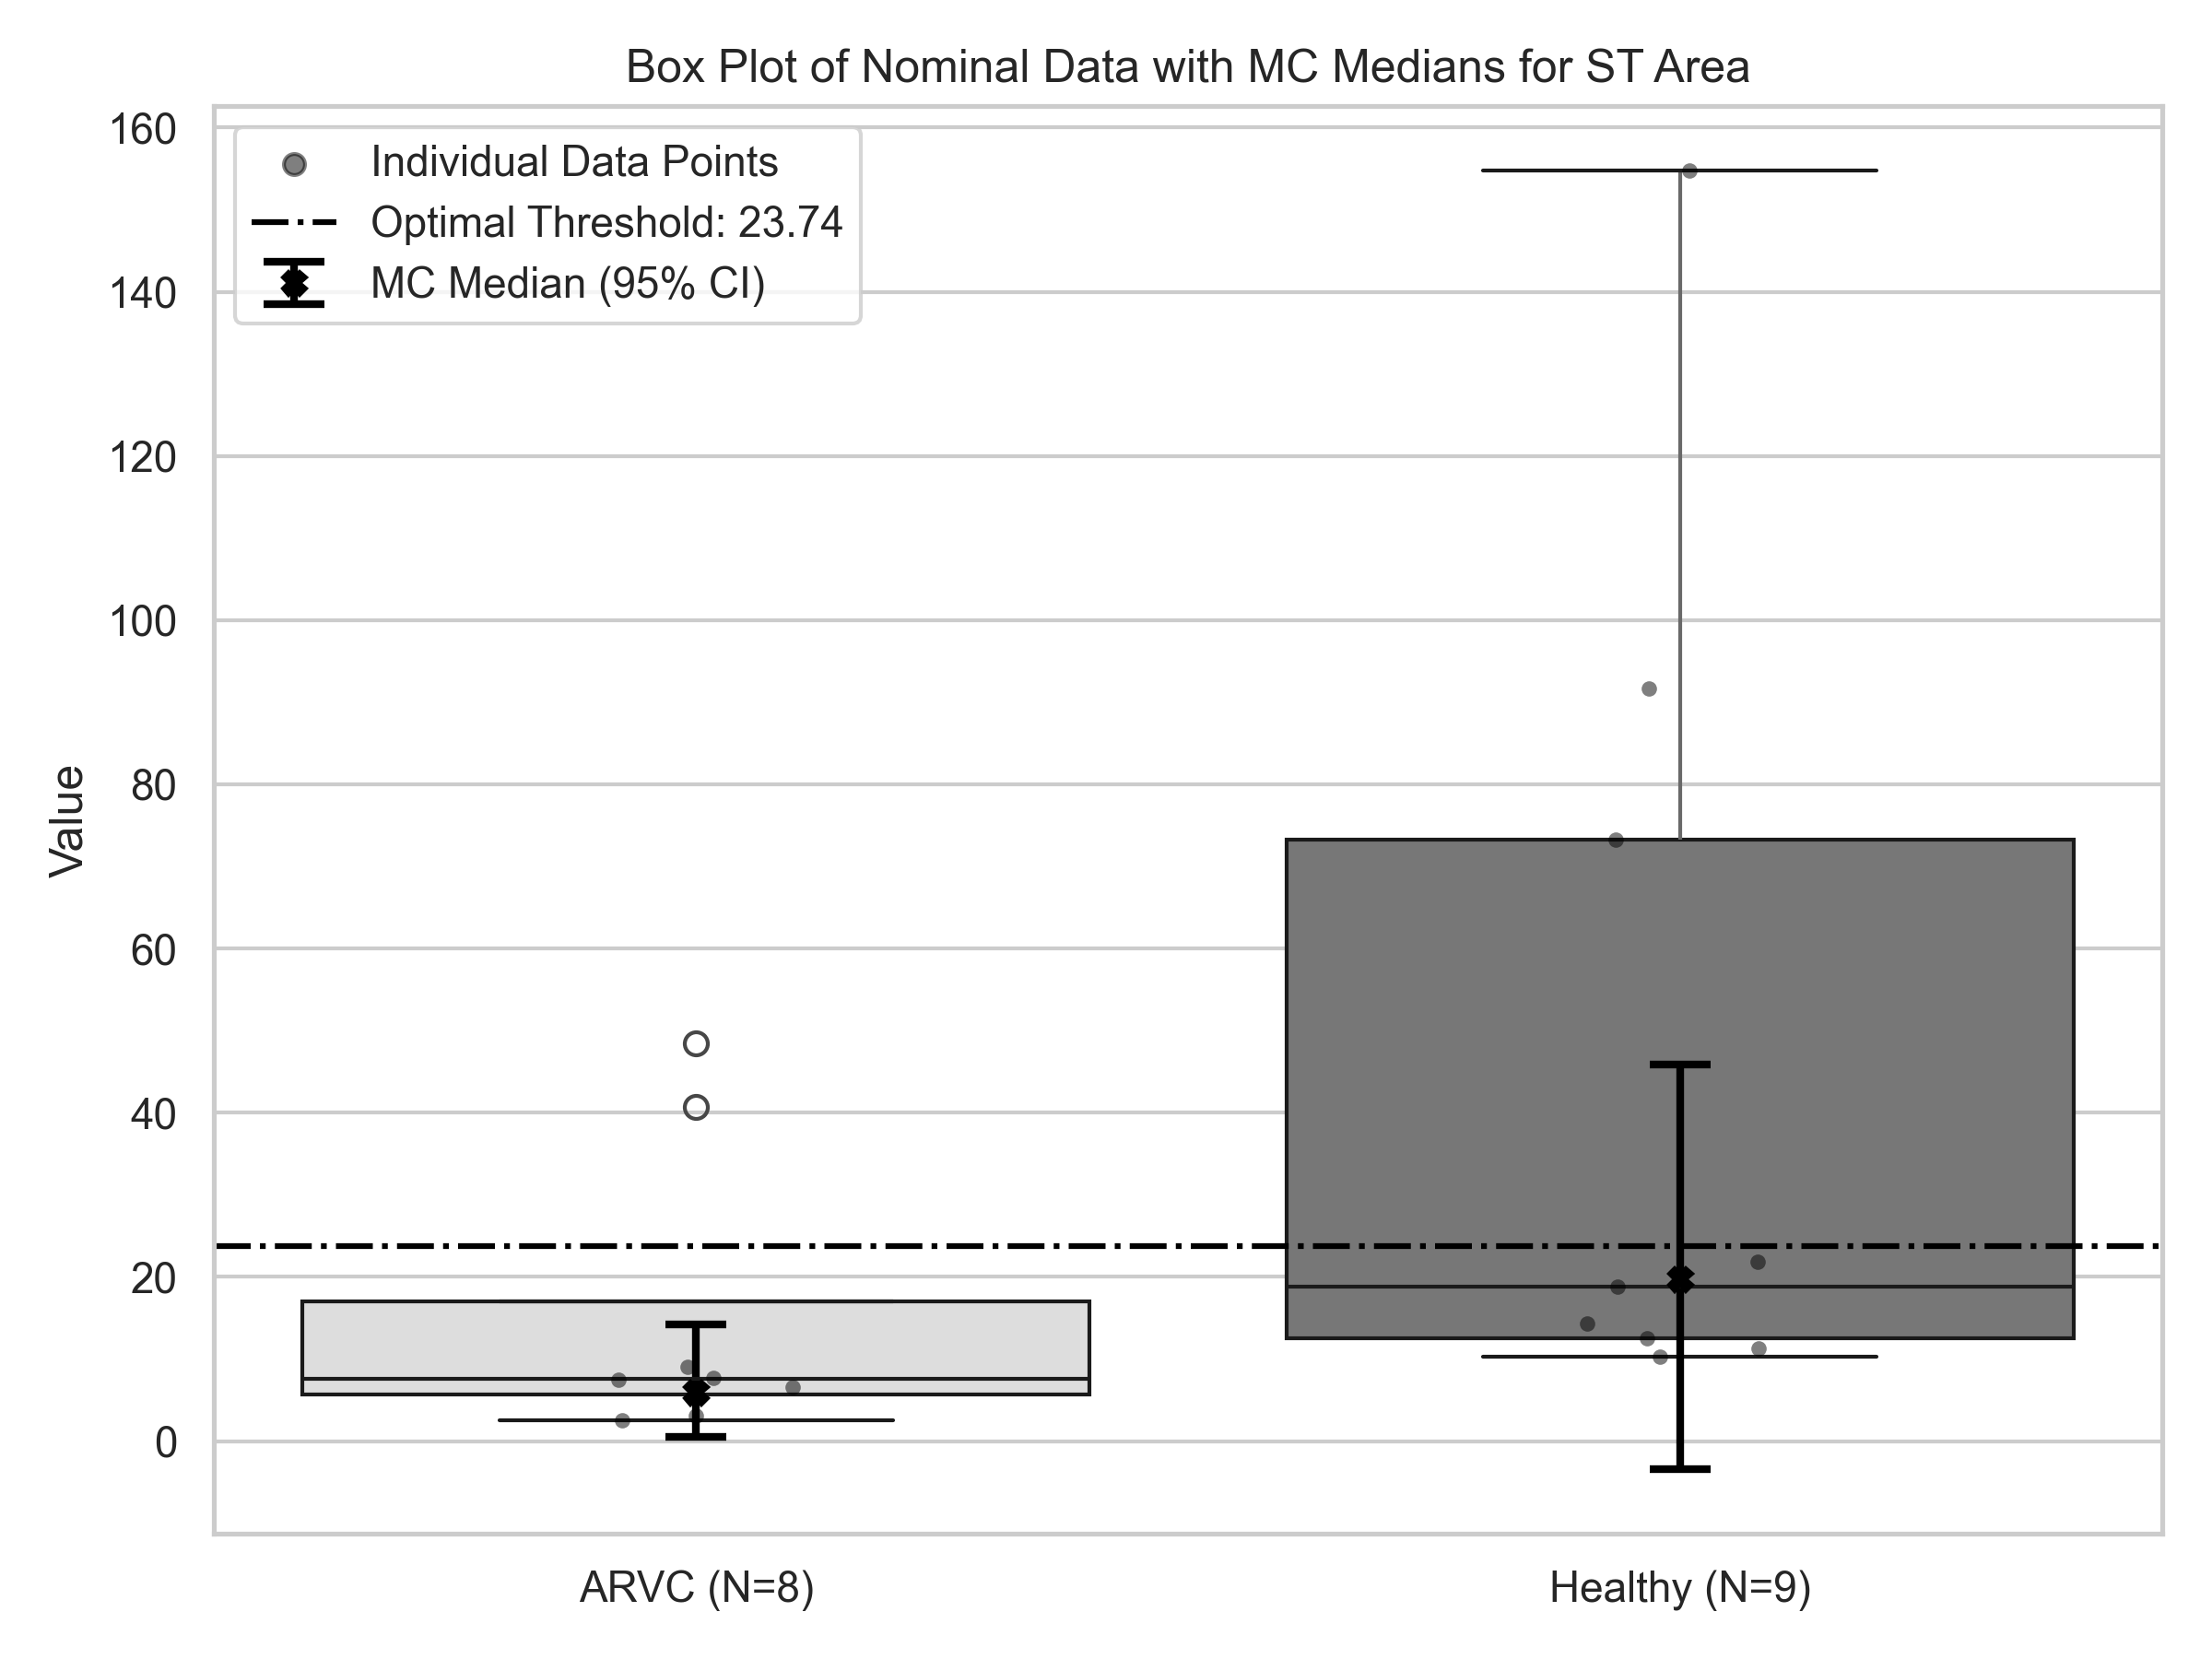 Box Plot of Nominal Data with MC Medians for ST Area
160
140
120
100
80
60
40
20
0
Value
Individual Data Points
Optimal Threshold: 23.74
MC Median (95% CI)
ARVC (N=8)
Healthy (N=9)